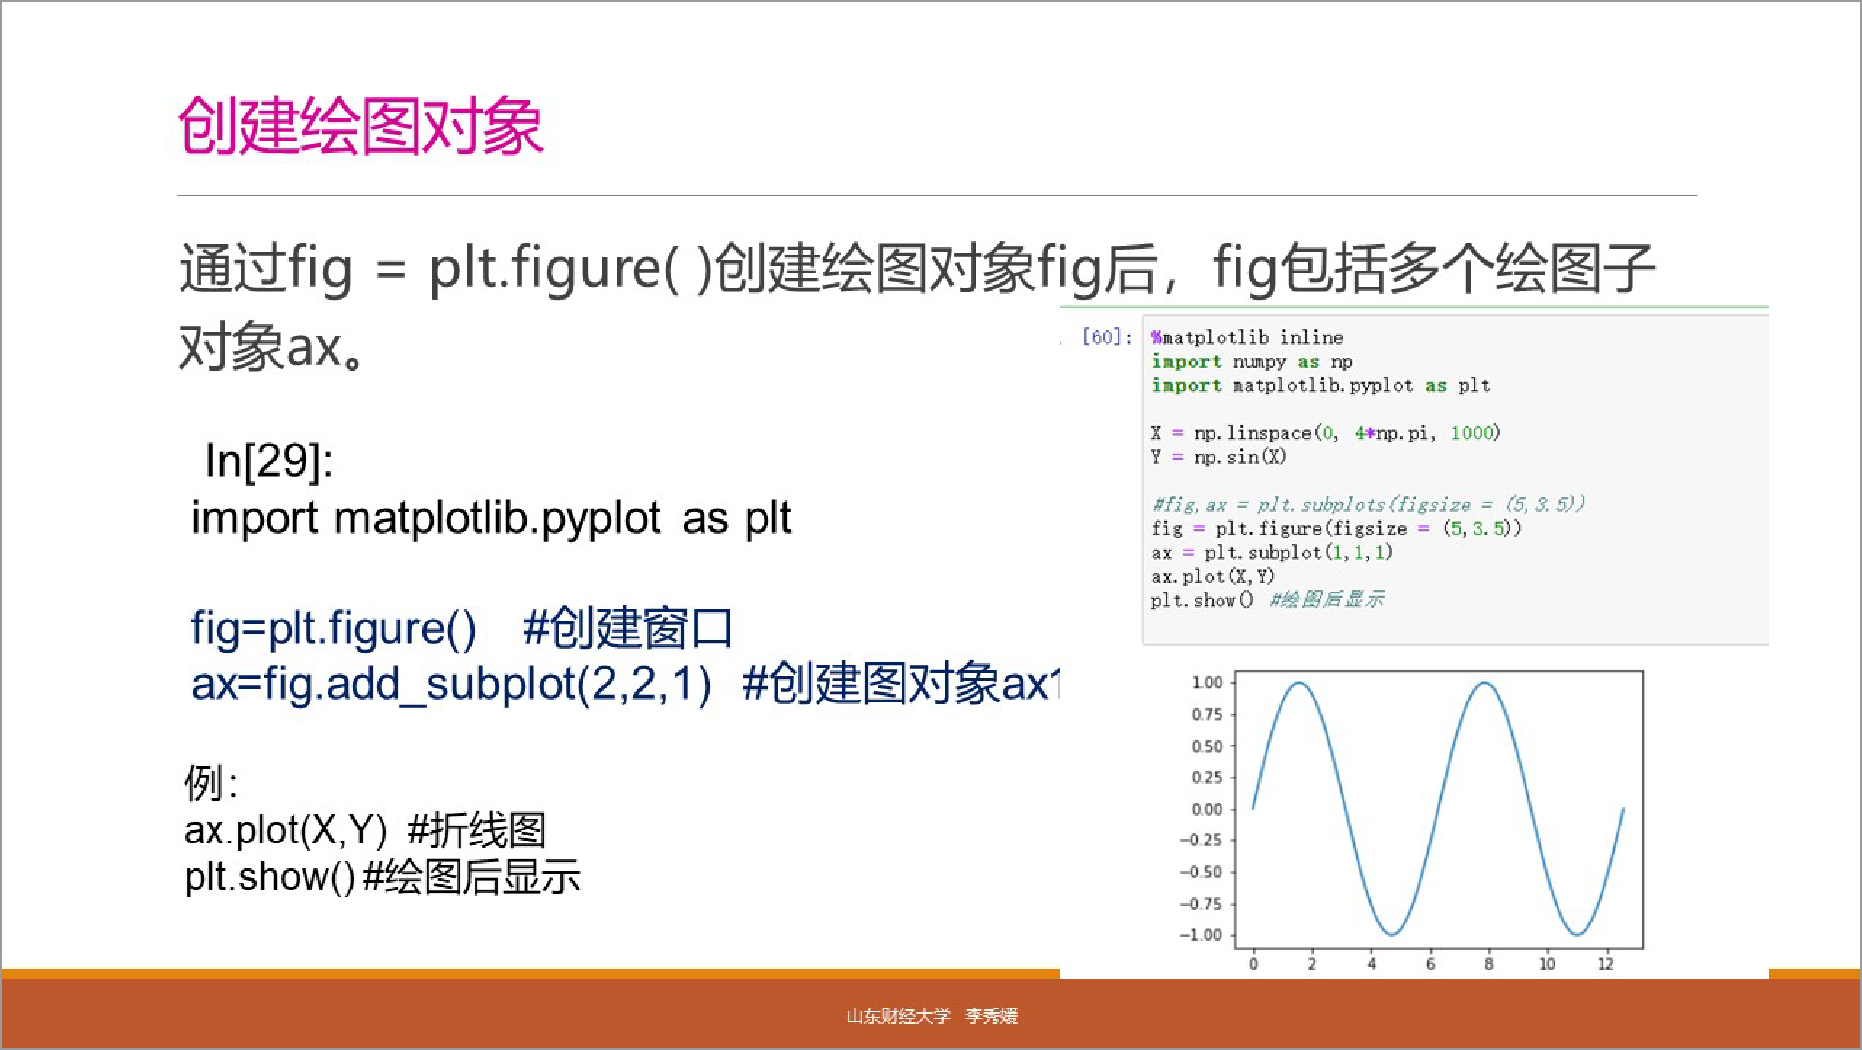 创建绘图对象
通过fig = plt.figure( )创建绘图对象fig后，fig包括多个绘图子
对象ax。
In[29]:
import matplotlib.pyplot as plt
fig=plt.figure() #创建窗口
ax=fig.add_subplot(2,2,1) #创建图对象ax1
例：
ax.plot(X,Y) #折线图
plt.show() #绘图后显示
[60]:
%matplotlib inline
import numpy as np
import matplotlib.pyplot as plt
X = np.linspace(0, 4*np.pi, 1000)
Y = np.sin(X)
#fig,ax = plt.subplots(figsize = (5,3.5))
fig = plt.figure(figsize = (5,3.5))
ax = plt.subplot(1,1,1)
ax.plot(X,Y)
plt.show() #绘图后显示
1.00
0.75
0.50
0.25
0.00
−0.25
−0.50
−0.75
−1.00
0 2 4 6 8 10 12
山东财经大学 李秀媛